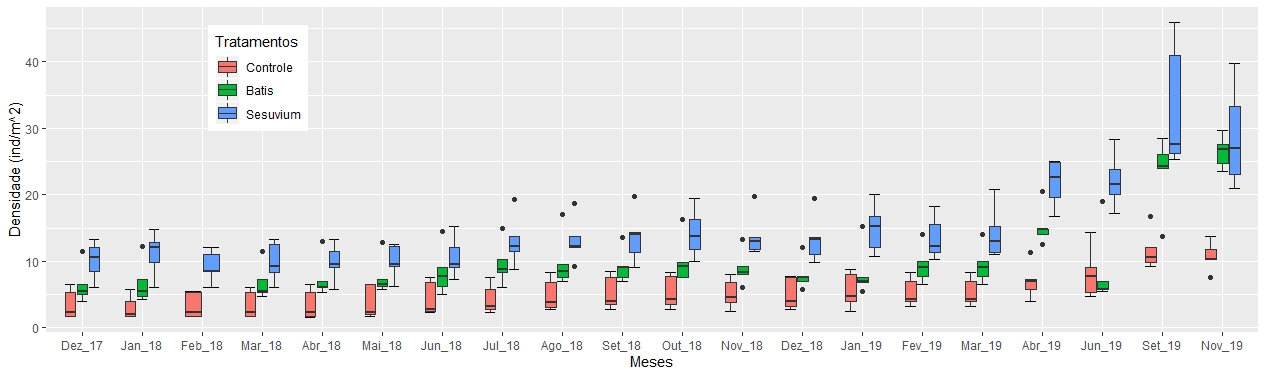 Tratamentos
Controle
Batis
Sesuvium
Densidade (ind/m^2)
40
30
20
10
0
Dez_17 Jan_18 Feb_18 Mar_18 Abr_18 Mai_18 Jun_18 Jul_18 Ago_18 Set_18 Out_18 Nov_18 Dez_18 Jan_19 Fev_19 Mar_19 Abr_19 Jun_19 Set_19 Nov_19
Meses